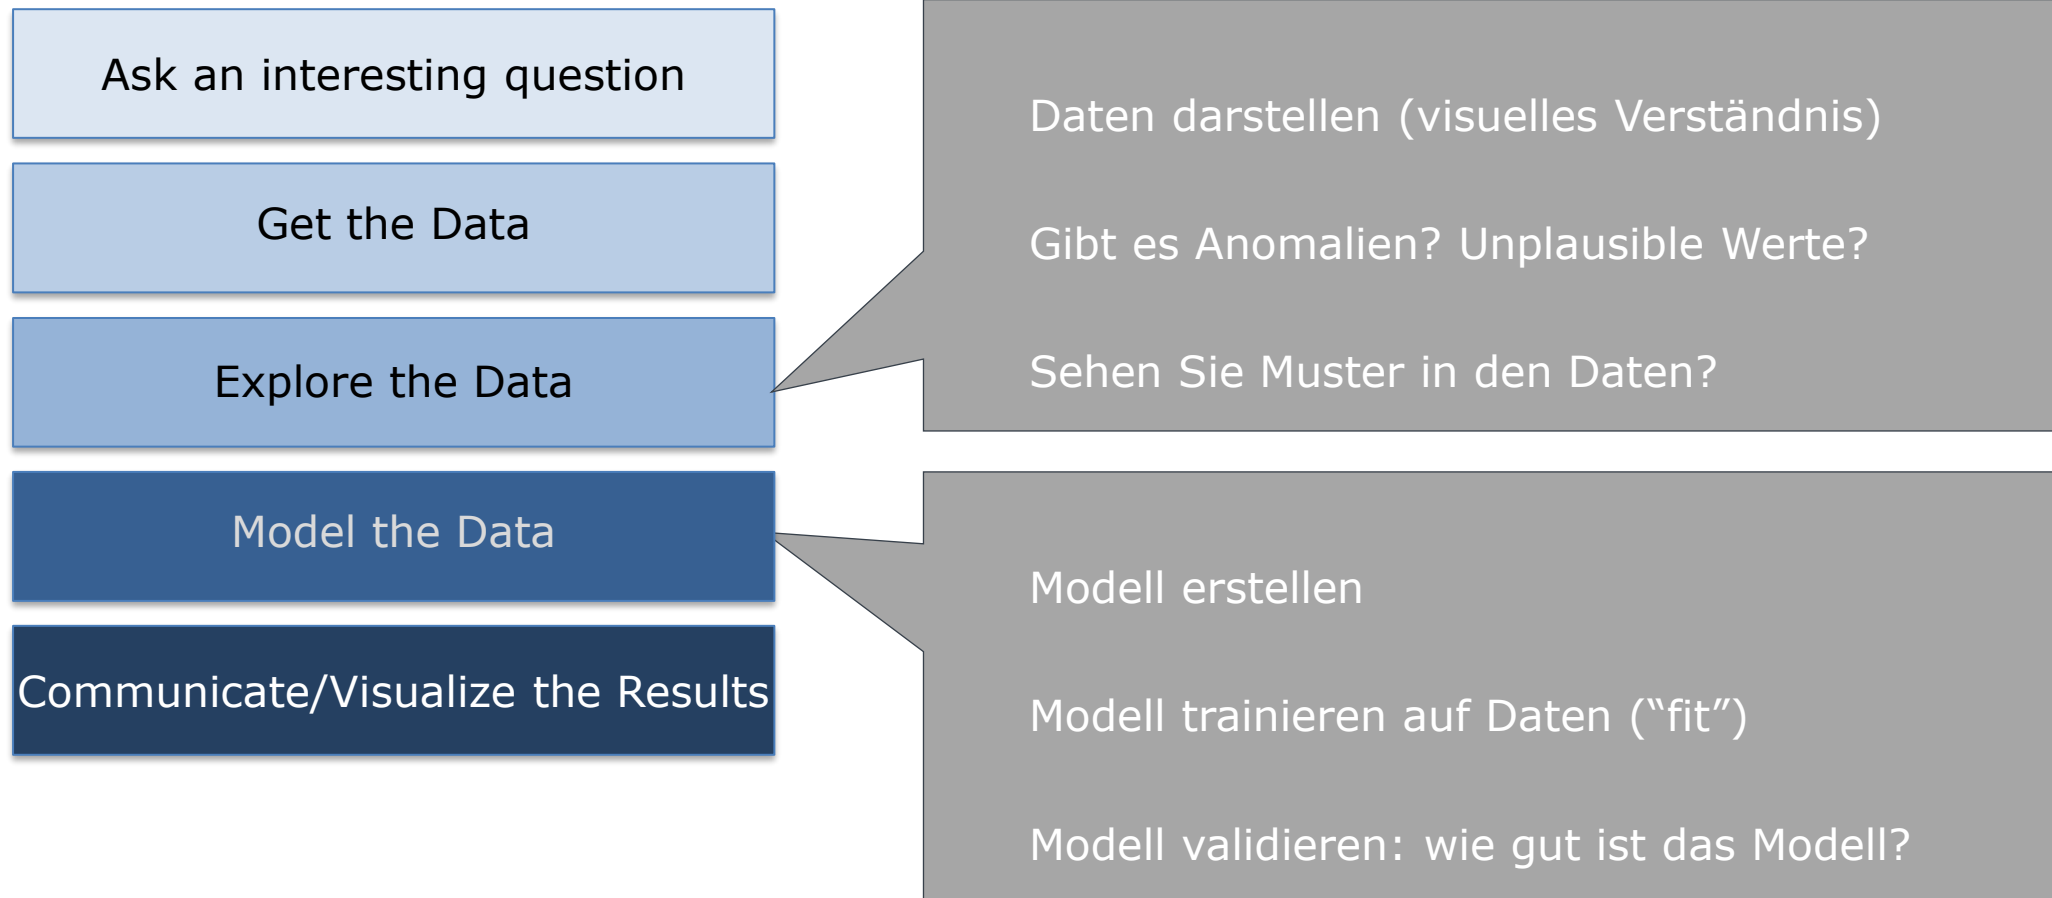 Ask an interesting question
Get the Data
Explore the Data
Model the Data
Communicate/Visualize the Results
Daten darstellen (visuelles Verständnis)
Gibt es Anomalien? Unplausible Werte?
Sehen Sie Muster in den Daten?
Modell erstellen
Modell trainieren auf Daten (“fit”)
Modell validieren: wie gut ist das Modell?